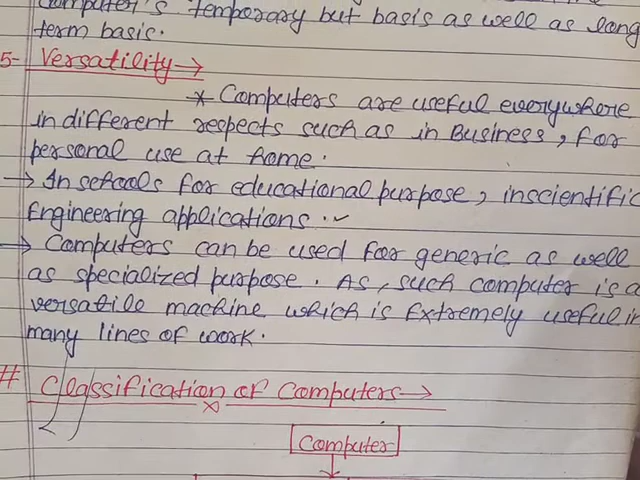 Computer's temporary but basis as well as long
term basis.
5- Versatility →
* Computers are useful everywhere
in different respects such as in Business, for
personal use at home.
→ In schools for educational purpose, in scientific
Engineering applications.
→ Computers can be used for generic as well
as specialized purpose. As, such computer is a
versatile machine which is Extremely useful in
many lines of work.
# Classification of Computers →
Computer